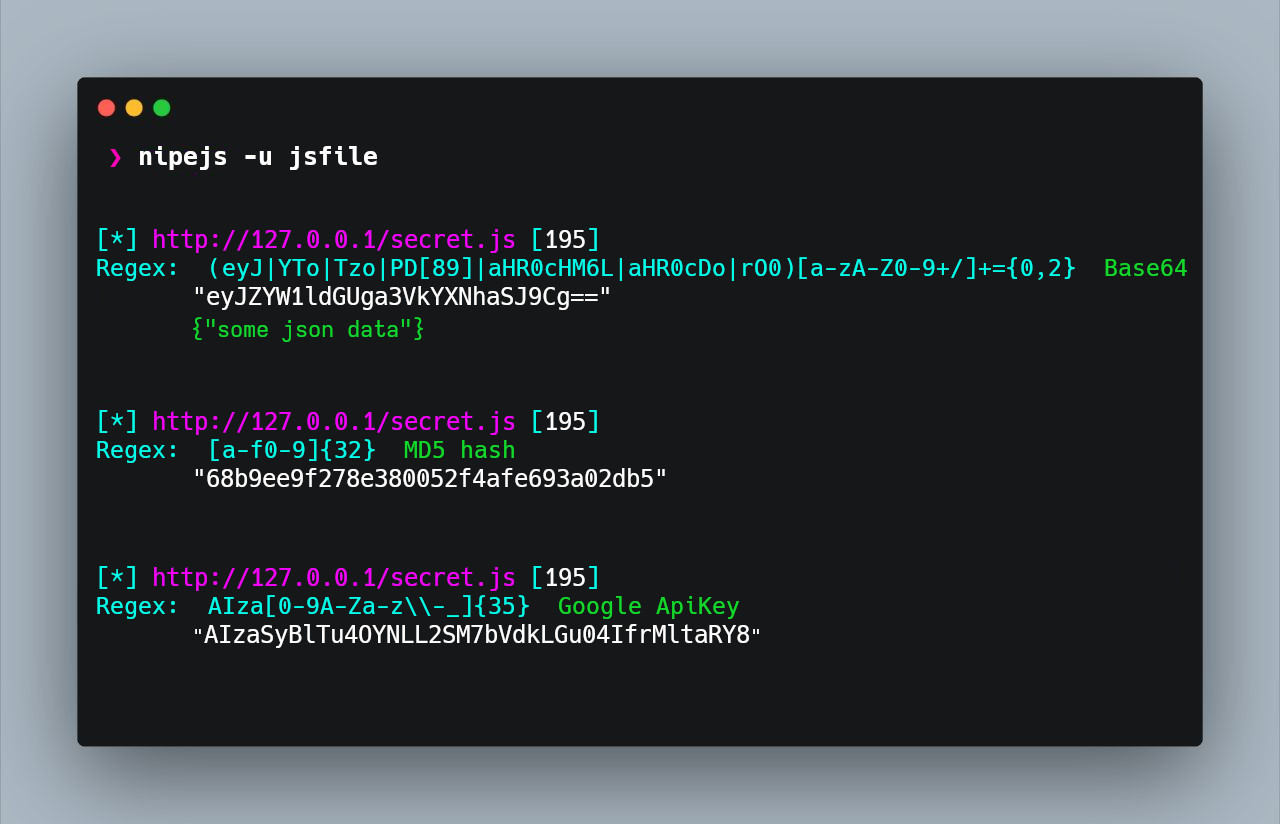 ❯ nipejs -u jsfile
[*] http://127.0.0.1/secret.js [195]
Regex:  (eyJ|YTo|Tzo|PD[89]|aHR0cHM6L|aHR0cDo|rO0)[a-zA-Z0-9+/]+={0,2}  Base64
"eyJZYW1ldGUga3VkYXNhaSJ9Cg=="
{"some json data"}
[*] http://127.0.0.1/secret.js [195]
Regex:  [a-f0-9]{32}  MD5 hash
"68b9ee9f278e380052f4afe693a02db5"
[*] http://127.0.0.1/secret.js [195]
Regex:  AIza[0-9A-Za-z\\-_]{35}  Google ApiKey
"AIzaSyBlTu4OYNLL2SM7bVdkLGu04IfrMltaRY8"